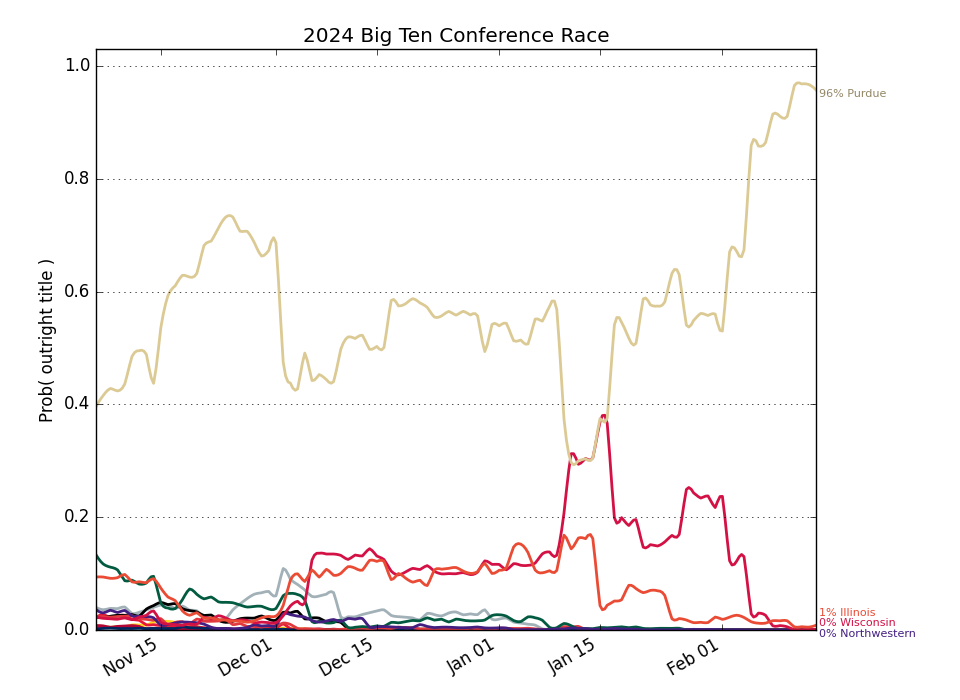 2024 Big Ten Conference Race
Prob( outright title )
1.0
0.8
0.6
0.4
0.2
0.0
96% Purdue
1% Illinois
0% Wisconsin
0% Northwestern
Nov 15
Dec 01
Dec 15
Jan 01
Jan 15
Feb 01